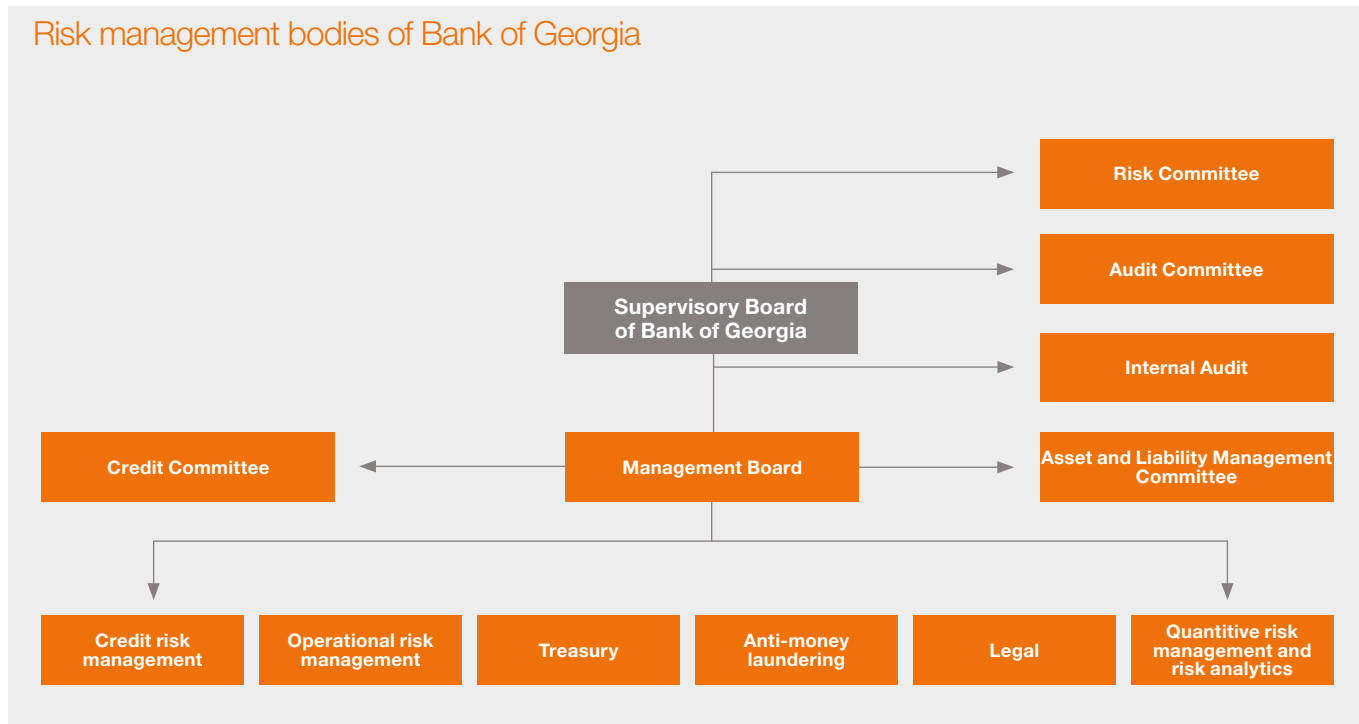 Risk management bodies of Bank of Georgia
Risk Committee
Audit Committee
Supervisory Board
of Bank of Georgia
Internal Audit
Credit Committee
Management Board
Asset and Liability Management
Committee
Credit risk
management
Operational risk
management
Treasury
Anti-money
laundering
Legal
Quantitive risk
management and
risk analytics